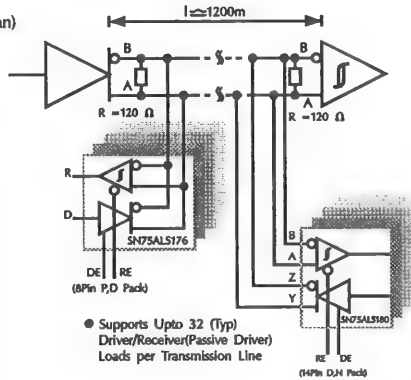 an)
l≃1200m
B
B
A
A
R =120 Ω
R =120 Ω
R
D
SN75ALS176
DE RE
(8Pin P,D Pack)
B
A
Z
Y
SN75ALS180
RE DE
(14Pin D,N Pack)
● Supports Upto 32 (Typ)
Driver/Receiver(Passive Driver)
Loads per Transmission Line